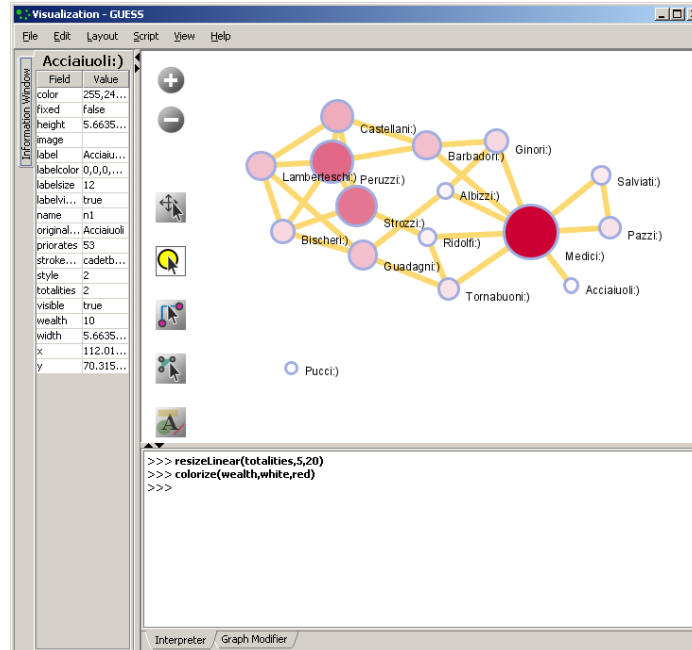 Visualization - GUESS
File Edit Layout Script View Help
Information Window
Acciaiuoli:)
Field Value
color 255,24...
fixed false
height 5.6635...
image
label Acciaiu...
labelcolor 0,0,0,...
labelsize 12
labelvi... true
name n1
original... Acciaiuoli
priorates 53
stroke... cadetb...
style 2
totalities 2
visible true
wealth 10
width 5.6635...
x 112.01...
y 70.315...
Castellani:)
Ginori:)
Barbadori:)
Lamberteschi:)
Peruzzi:)
Salviati:)
Albizzi:)
Strozzi:)
Pazzi:)
Bischeri:)
Ridolfi:)
Medici:)
Guadagni:)
Acciaiuoli:)
Tornabuoni:)
Pucci:)
>>> resizeLinear(totalities,5,20)
>>> colorize(wealth,white,red)
>>>
Interpreter Graph Modifier